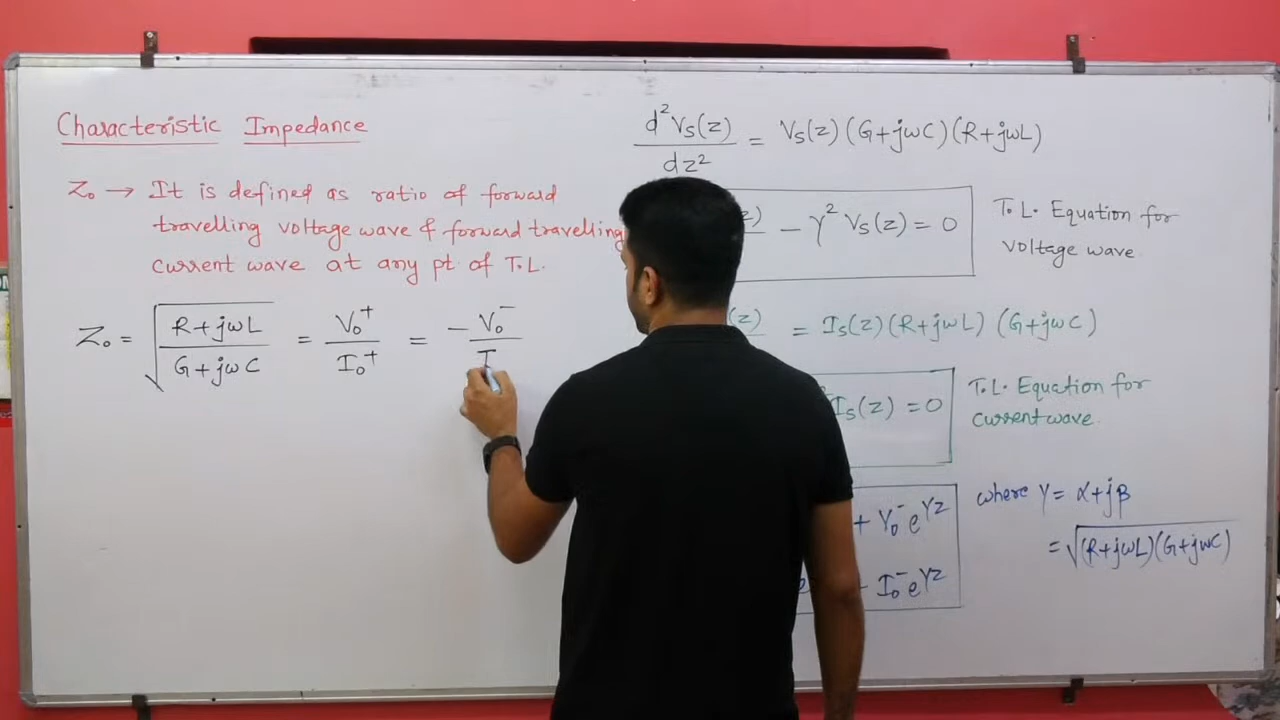 Characteristic Impedance
Z₀ → It is defined as ratio of forward
travelling voltage wave & forward travelling
current wave at any pt of T.L.
Z₀ = √((R+jωL)/(G+jωC)) = V₀⁺/I₀⁺ = −V₀⁻/I
d²Vs(z)/dz² = Vs(z)(G+jωC)(R+jωL)
z) − γ² Vs(z) = 0
T.L. Equation for
voltage wave
(z) = Is(z)(R+jωL) (G+jωC)
Is(z) = 0
T.L. Equation for
current wave.
+ V₀⁻ e^γz
I₀⁻ e^γz
where γ = α+jβ
= √((R+jωL)(G+jωC))